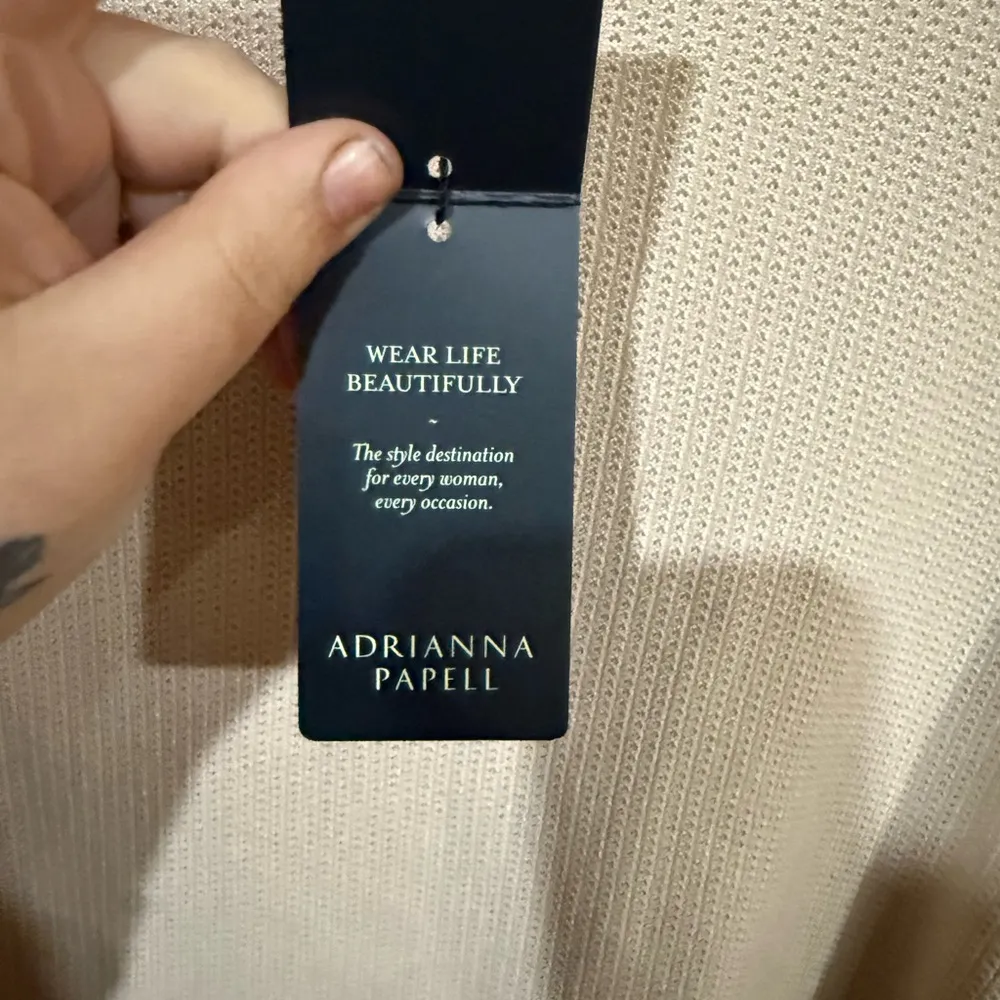 WEAR LIFE
BEAUTIFULLY
~
The style destination
for every woman,
every occasion.
ADRIANNA
PAPELL